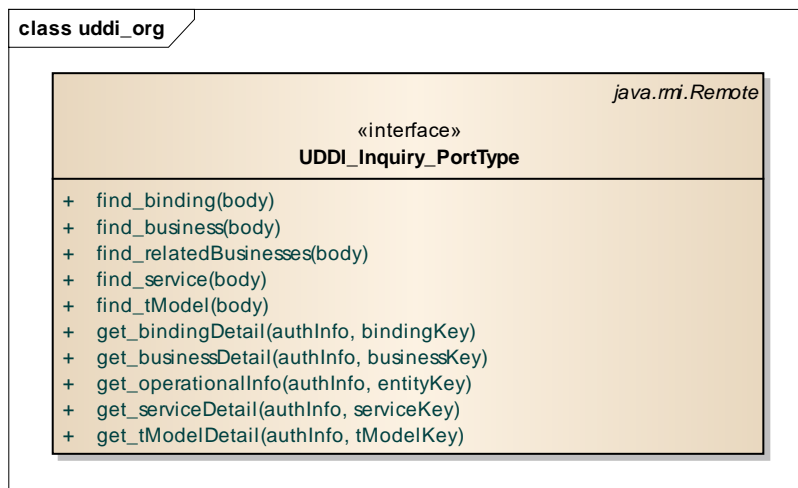 class uddi_org
java.rmi.Remote
«interface»
UDDI_Inquiry_PortType
+ find_binding(body)
+ find_business(body)
+ find_relatedBusinesses(body)
+ find_service(body)
+ find_tModel(body)
+ get_bindingDetail(authInfo, bindingKey)
+ get_businessDetail(authInfo, businessKey)
+ get_operationalInfo(authInfo, entityKey)
+ get_serviceDetail(authInfo, serviceKey)
+ get_tModelDetail(authInfo, tModelKey)